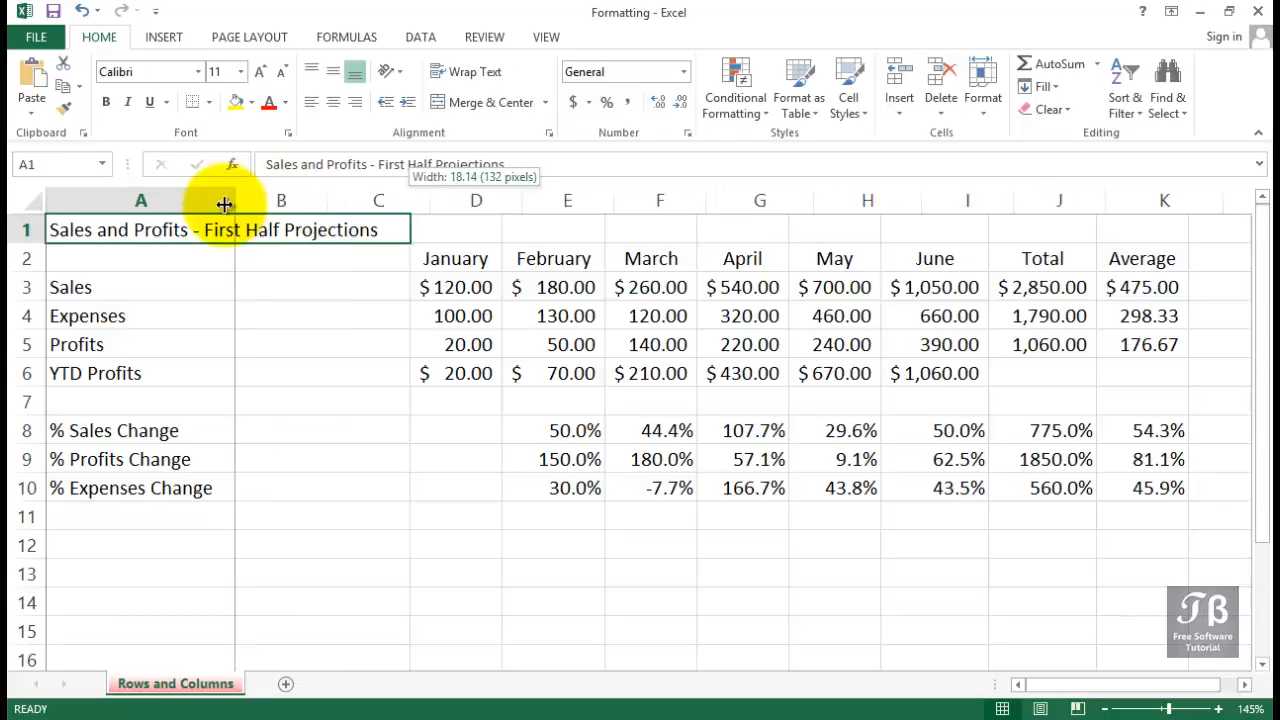 Formatting - Excel
FILE HOME INSERT PAGE LAYOUT FORMULAS DATA REVIEW VIEW Sign in
Paste Calibri 11 Wrap Text General Conditional Formatting Format as Table Cell Styles Insert Delete Format AutoSum Sort & Filter Find & Select
B I U Merge & Center $ % , Fill
Clear
Clipboard Font Alignment Number Styles Cells Editing
A1 fx Sales and Profits - First Half Projections
Width: 18.14 (132 pixels)
A B C D E F G H I J K
1 Sales and Profits - First Half Projections
2 January February March April May June Total Average
3 Sales $ 120.00 $ 180.00 $ 260.00 $ 540.00 $ 700.00 $ 1,050.00 $ 2,850.00 $ 475.00
4 Expenses 100.00 130.00 120.00 320.00 460.00 660.00 1,790.00 298.33
5 Profits 20.00 50.00 140.00 220.00 240.00 390.00 1,060.00 176.67
6 YTD Profits $ 20.00 $ 70.00 $ 210.00 $ 430.00 $ 670.00 $ 1,060.00
7
8 % Sales Change 50.0% 44.4% 107.7% 29.6% 50.0% 775.0% 54.3%
9 % Profits Change 150.0% 180.0% 57.1% 9.1% 62.5% 1850.0% 81.1%
10 % Expenses Change 30.0% -7.7% 166.7% 43.8% 43.5% 560.0% 45.9%
11
12
13
14
15
16
TB
Free Software
Tutorial
Rows and Columns
READY 145%